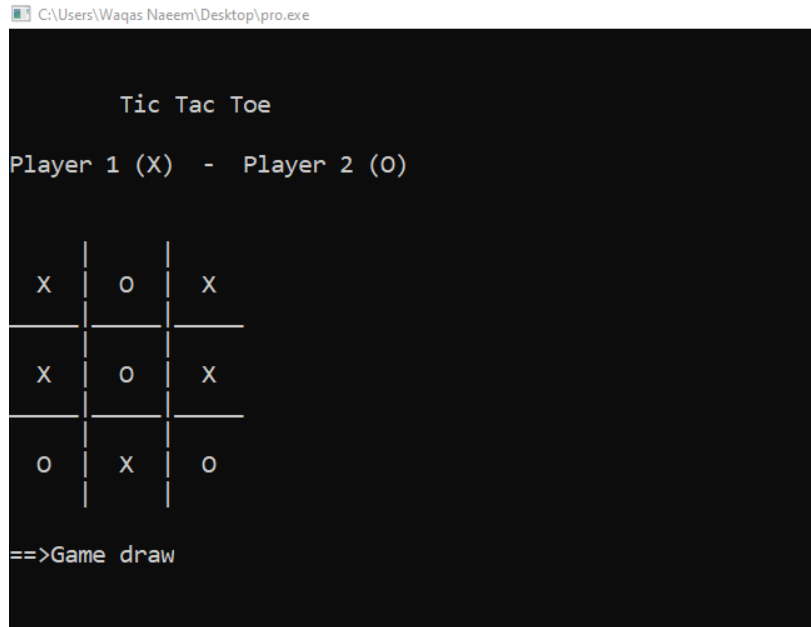 C:\Users\Waqas Naeem\Desktop\pro.exe
Tic Tac Toe
Player 1 (X) - Player 2 (O)
X | O | X
X | O | X
O | X | O
==>Game draw